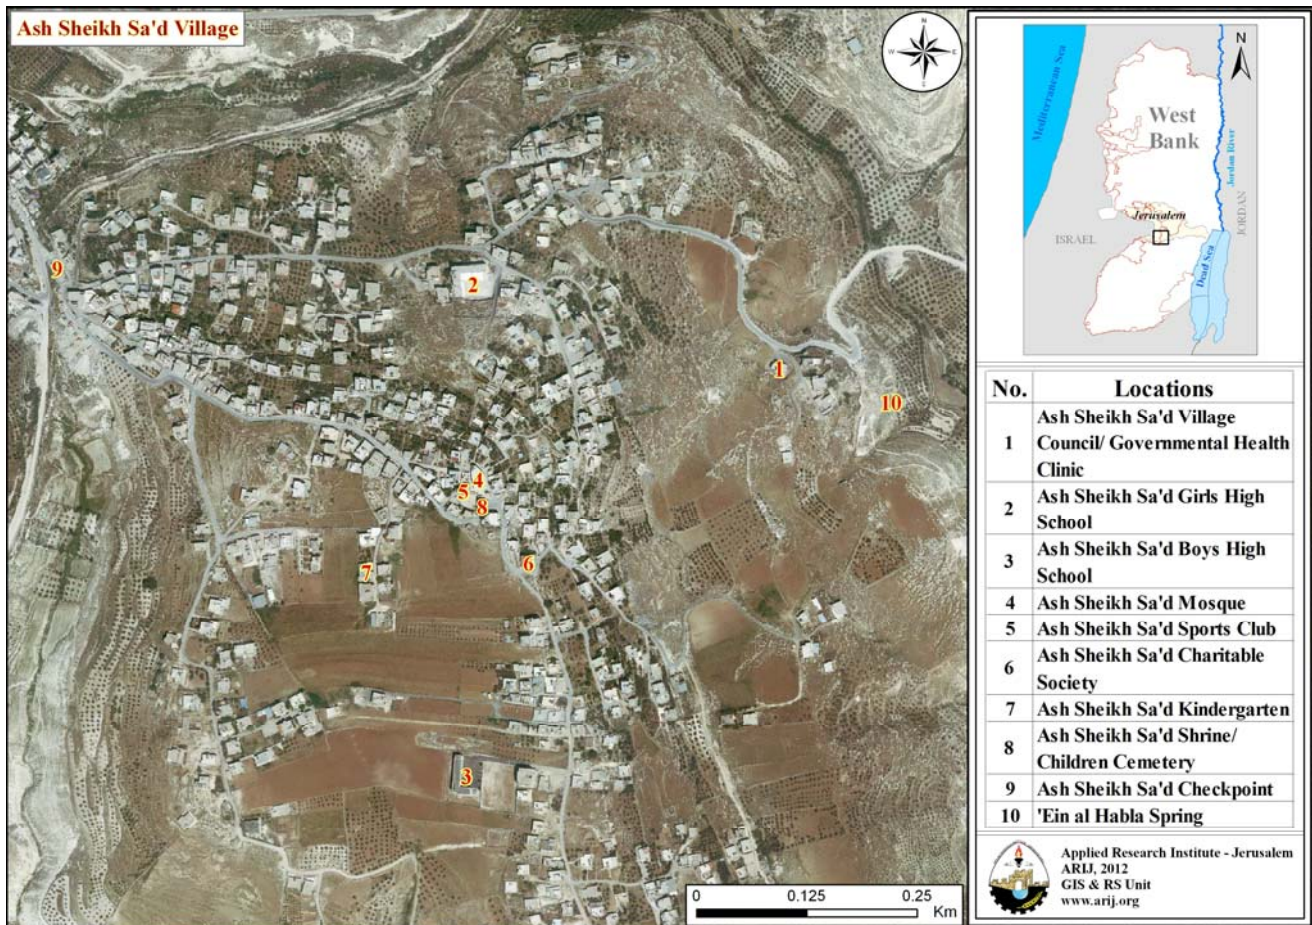 Ash Sheikh Sa'd Village
N
W
E
S
9
2
1
10
4
5
8
6
7
3
0
0.125
0.25
Km
N
Mediterranean Sea
West
Bank
Jordan River
Jerusalem
ISRAEL
JORDAN
Dead Sea
No. Locations
1 Ash Sheikh Sa'd Village
Council/ Governmental Health
Clinic
2 Ash Sheikh Sa'd Girls High
School
3 Ash Sheikh Sa'd Boys High
School
4 Ash Sheikh Sa'd Mosque
5 Ash Sheikh Sa'd Sports Club
6 Ash Sheikh Sa'd Charitable
Society
7 Ash Sheikh Sa'd Kindergarten
8 Ash Sheikh Sa'd Shrine/
Children Cemetery
9 Ash Sheikh Sa'd Checkpoint
10 'Ein al Habla Spring
Applied Research Institute - Jerusalem
ARIJ, 2012
GIS & RS Unit
www.arij.org